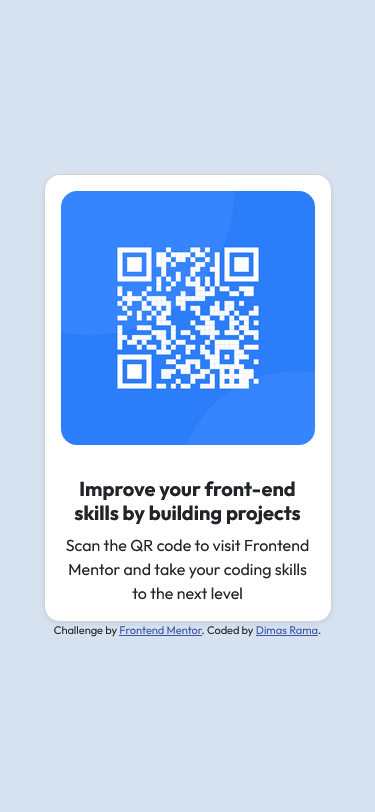 Improve your front-end
skills by building projects
Scan the QR code to visit Frontend
Mentor and take your coding skills
to the next level
Challenge by Frontend Mentor. Coded by Dimas Rama.